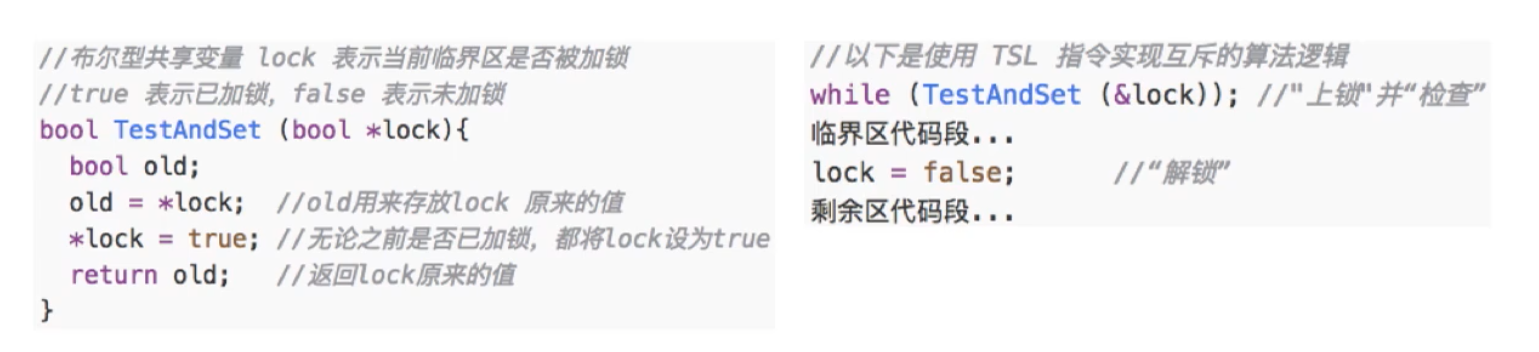 //布尔型共享变量 lock 表示当前临界区是否被加锁
//true 表示已加锁，false 表示未加锁
bool TestAndSet (bool *lock){
  bool old;
  old = *lock;  //old用来存放lock 原来的值
  *lock = true; //无论之前是否已加锁，都将lock设为true
  return old;   //返回lock原来的值
}
//以下是使用 TSL 指令实现互斥的算法逻辑
while (TestAndSet (&lock)); //"上锁"并“检查”
临界区代码段...
lock = false;      //“解锁”
剩余区代码段...